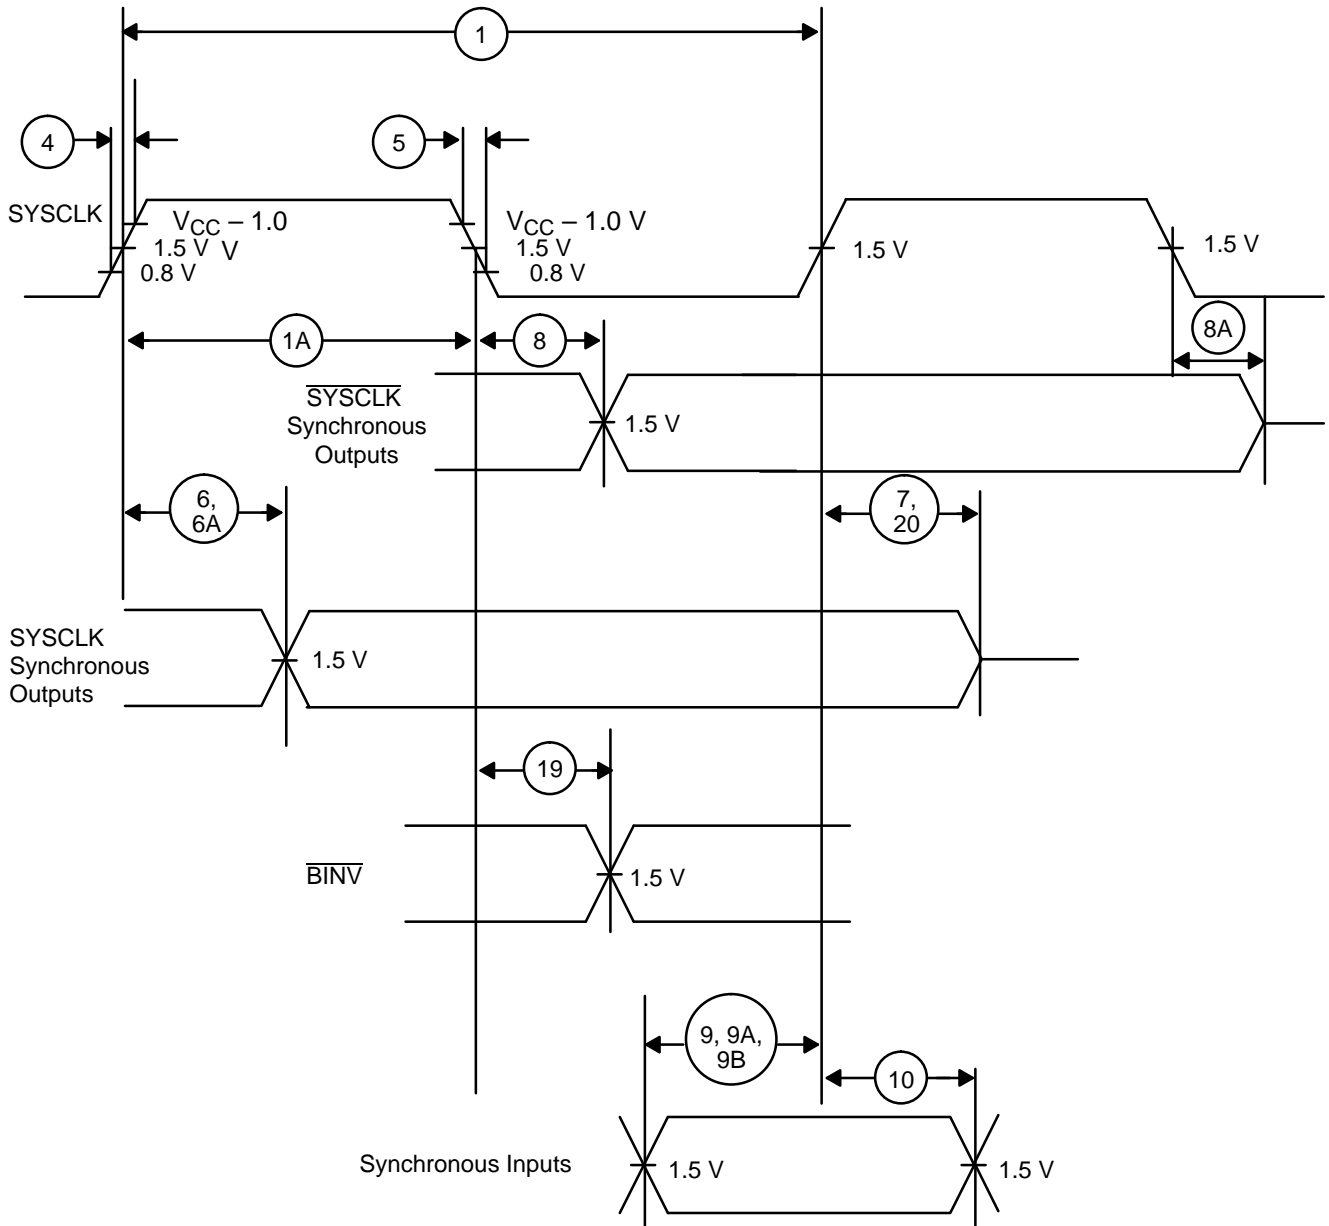 1
4
5
SYSCLK
VCC – 1.0
V
1.5 V
0.8 V
VCC – 1.0 V
1.5 V
0.8 V
1.5 V
1.5 V
1A
8
8A
SYSCLK
Synchronous
Outputs
1.5 V
6,
6A
7,
20
SYSCLK
Synchronous
Outputs
1.5 V
19
BINV
1.5 V
9, 9A,
9B
10
Synchronous Inputs
1.5 V
1.5 V